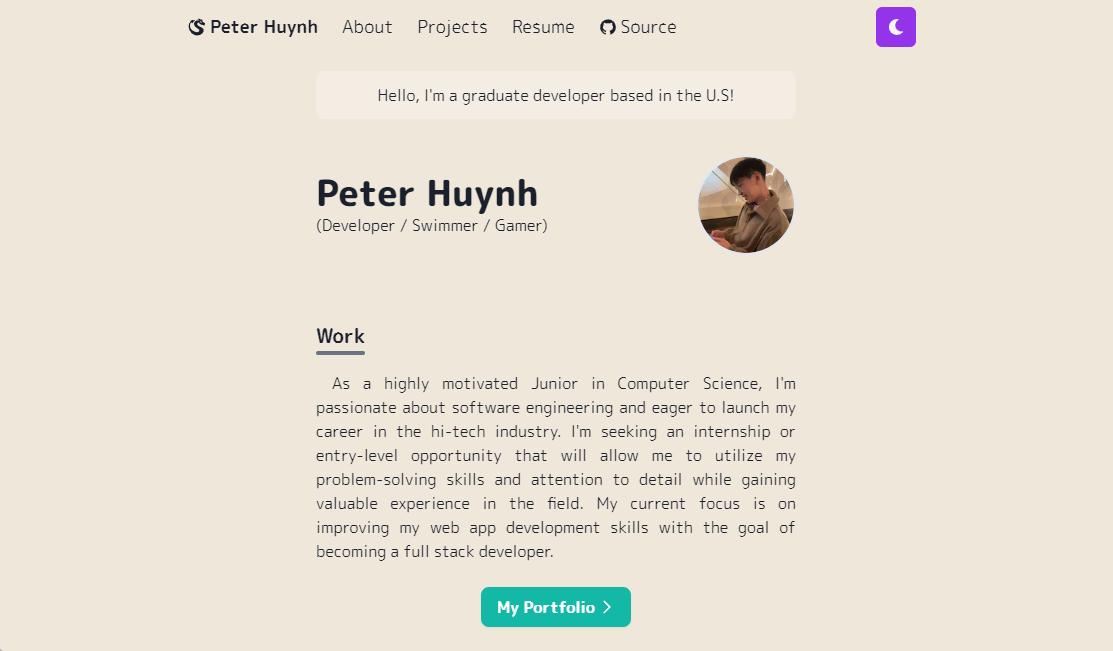 Peter Huynh About Projects Resume Source
Hello, I'm a graduate developer based in the U.S!
Peter Huynh
(Developer / Swimmer / Gamer)
Work
As a highly motivated Junior in Computer Science, I'm
passionate about software engineering and eager to launch my
career in the hi-tech industry. I'm seeking an internship or
entry-level opportunity that will allow me to utilize my
problem-solving skills and attention to detail while gaining
valuable experience in the field. My current focus is on
improving my web app development skills with the goal of
becoming a full stack developer.
My Portfolio